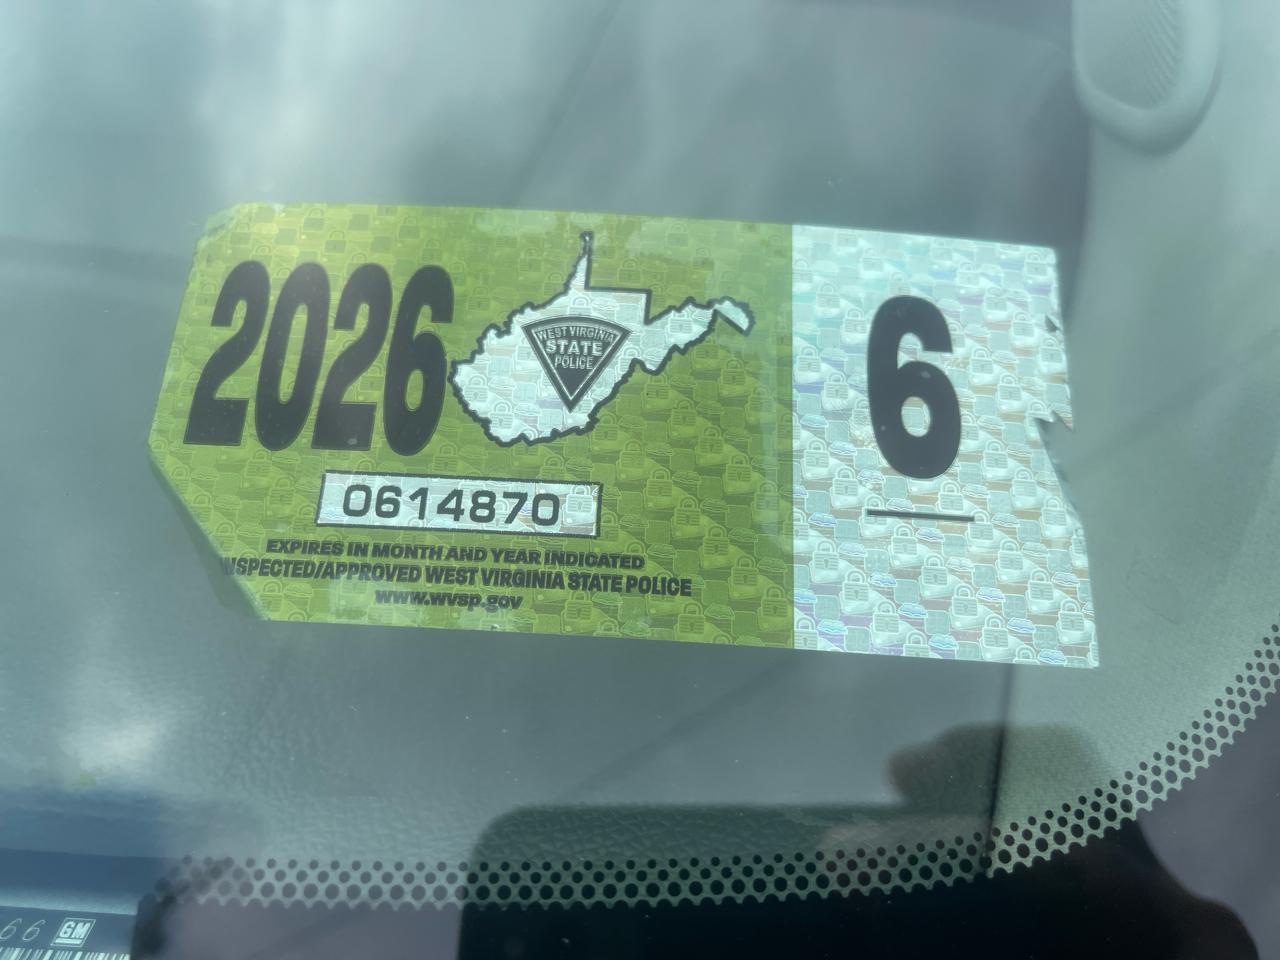 2026
WEST VIRGINIA
STATE
POLICE
6
0614870
EXPIRES IN MONTH AND YEAR INDICATED
INSPECTED/APPROVED WEST VIRGINIA STATE POLICE
www.wvsp.gov
66 GM